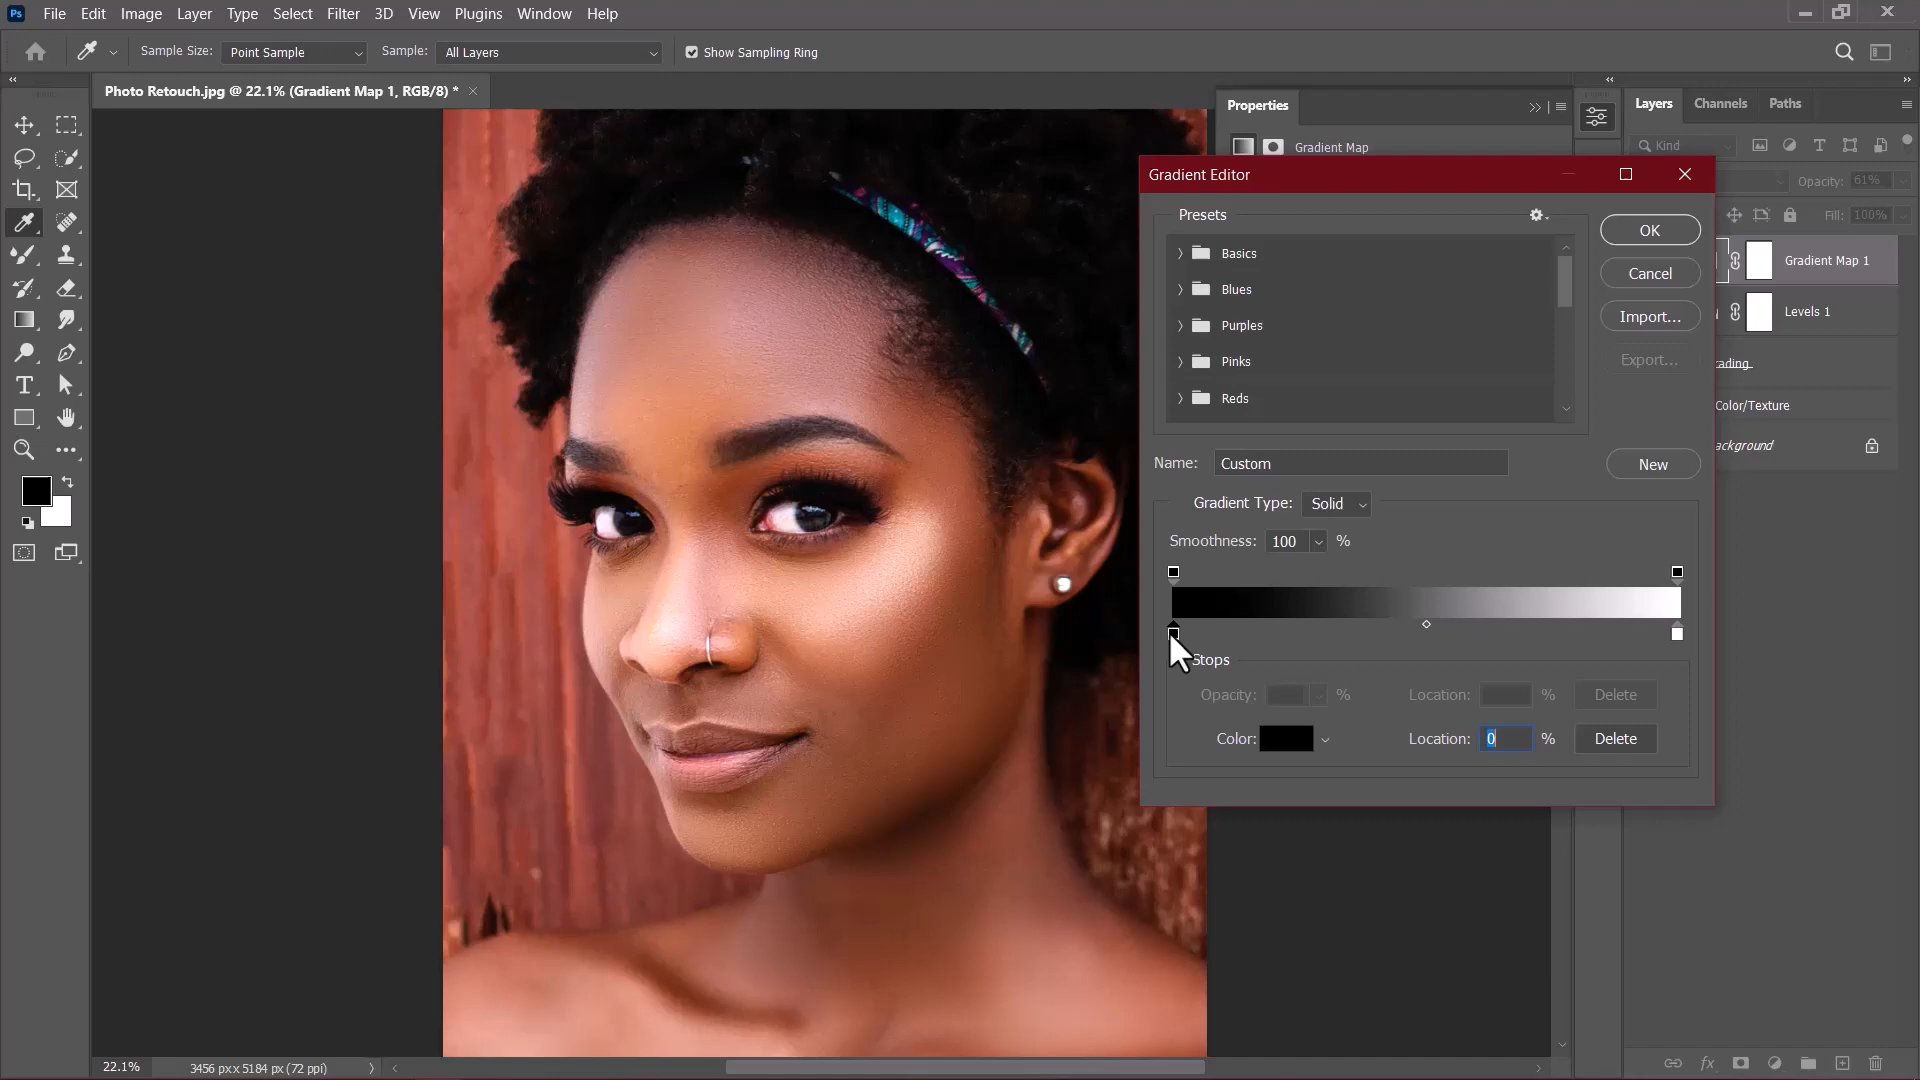 Ps File Edit Image Layer Type Select Filter 3D View Plugins Window Help
Sample Size: Point Sample Sample: All Layers Show Sampling Ring
Photo Retouch.jpg @ 22.1% (Gradient Map 1, RGB/8) *
Properties
Gradient Map
Layers Channels Paths
Kind
Opacity: 61%
Fill: 100%
Gradient Map 1
Levels 1
ading
Color/Texture
ackground
Gradient Editor
Presets
Basics
Blues
Purples
Pinks
Reds
OK
Cancel
Import...
Export...
Name: Custom
New
Gradient Type: Solid
Smoothness: 100 %
Stops
Opacity: % Location: % Delete
Color: Location: 0 % Delete
22.1% 3456 px x 5184 px (72 ppi)
fx